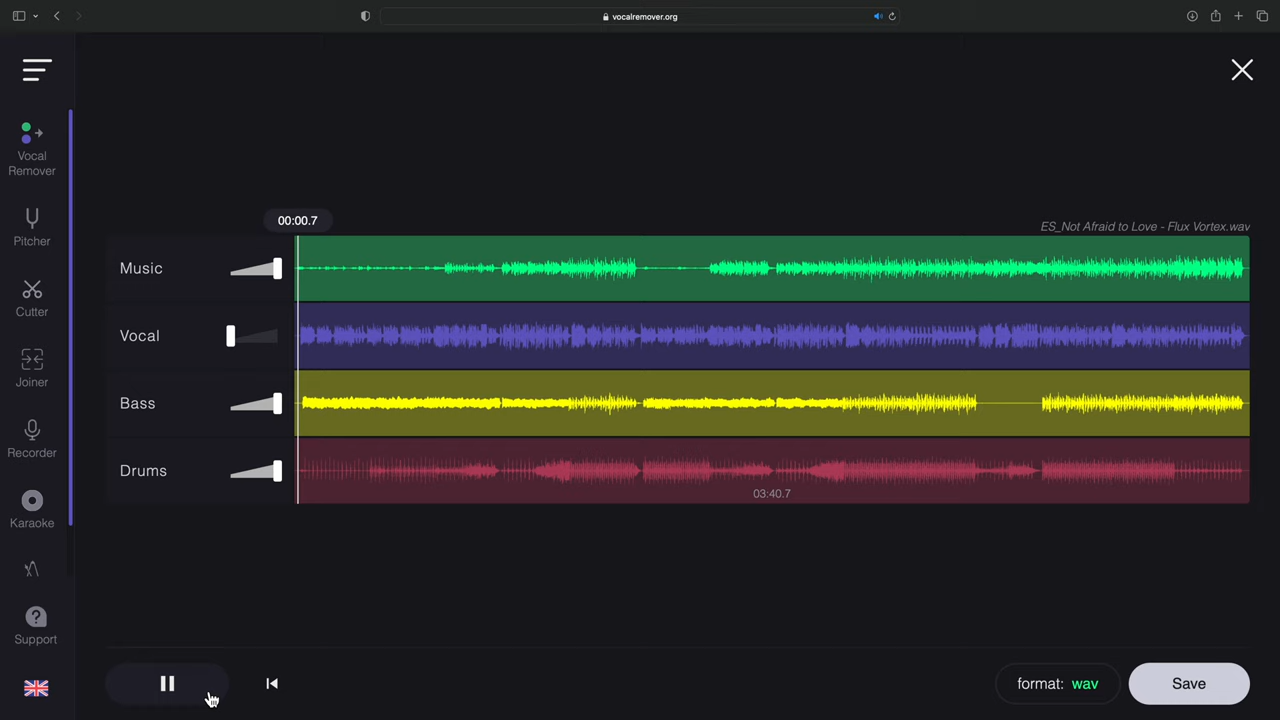 vocalremover.org
Vocal
Remover
Pitcher
Cutter
Joiner
Recorder
Karaoke
Support
00:00.7
ES_Not Afraid to Love - Flux Vortex.wav
Music
Vocal
Bass
Drums
03:40.7
format: wav
Save